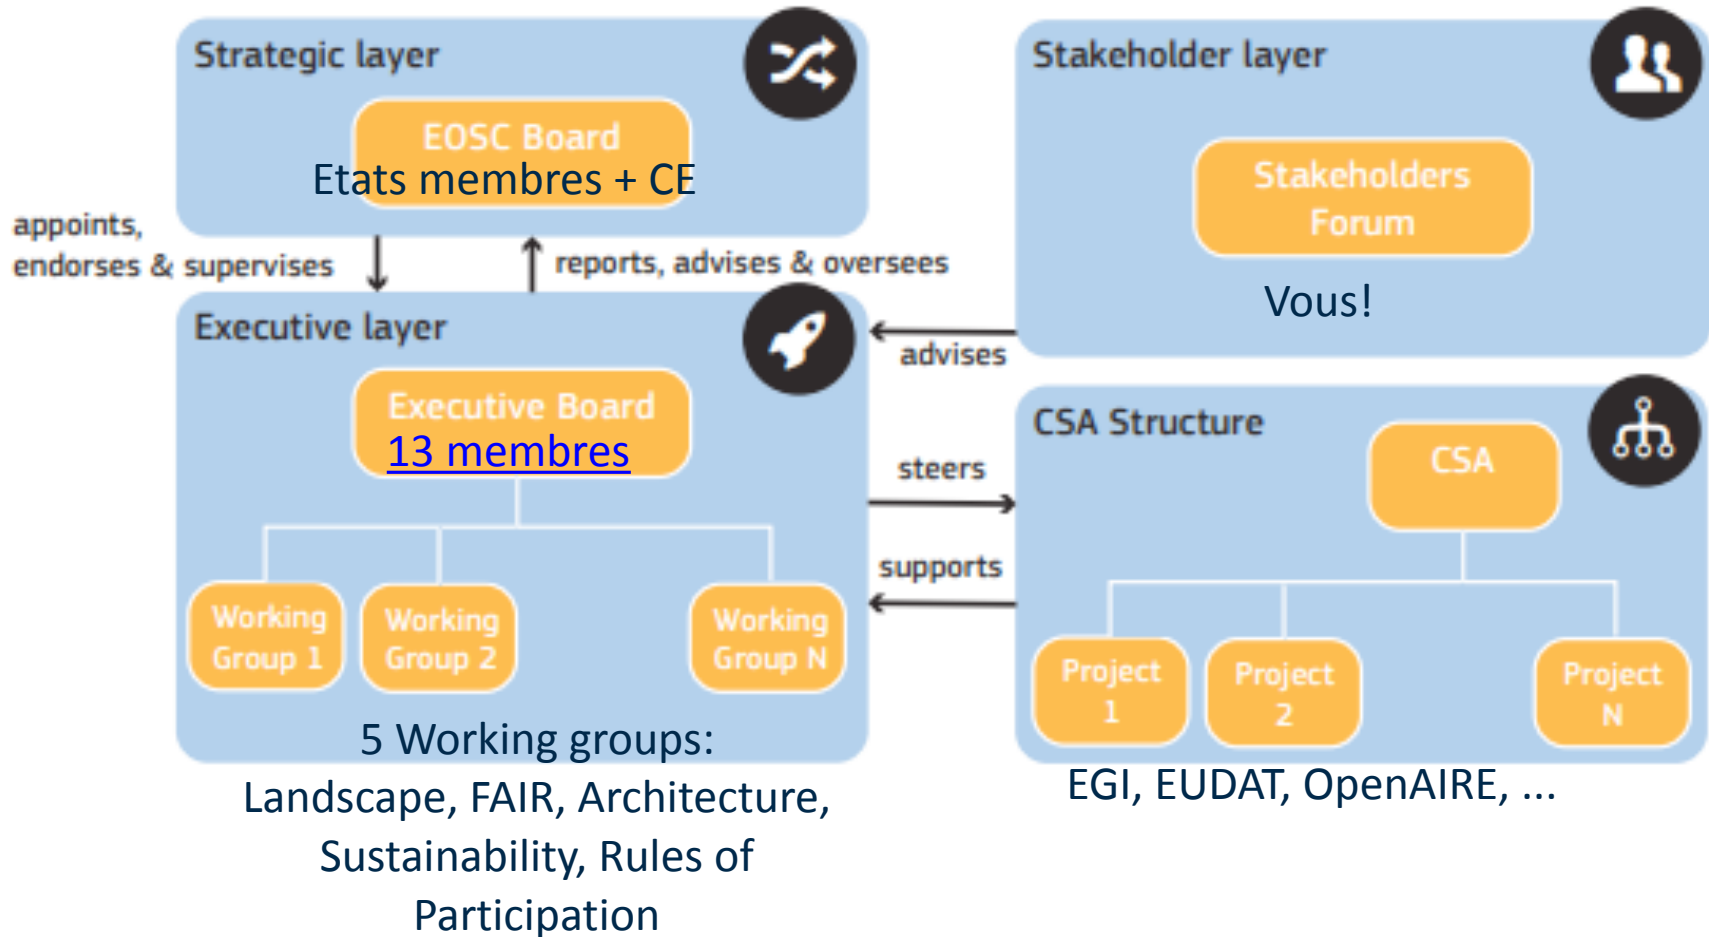 Strategic layer
EOSC Board
Etats membres + CE
appoints,
endorses & supervises
reports, advises & oversees
Executive layer
Executive Board
13 membres
Working
Group 1
Working
Group 2
Working
Group N
5 Working groups:
Landscape, FAIR, Architecture,
Sustainability, Rules of
Participation
Stakeholder layer
Stakeholders
Forum
Vous!
advises
steers
supports
CSA Structure
CSA
Project
1
Project
2
Project
N
EGI, EUDAT, OpenAIRE, ...